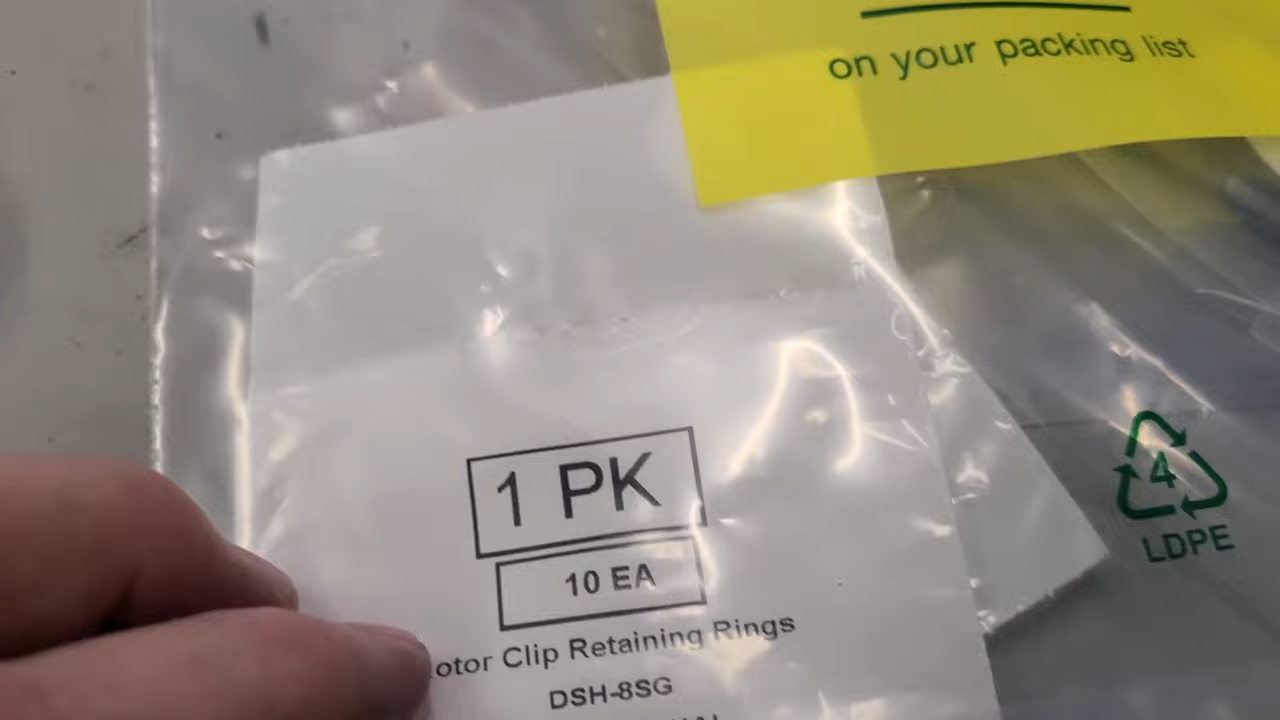 on your packing list
1 PK
10 EA
otor Clip Retaining Rings
DSH-8SG
4
LDPE